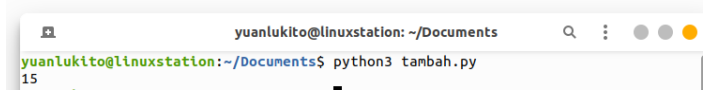 yuanlukito@linuxstation: ~/Documents
yuanlukito@linuxstation:~/Documents$ python3 tambah.py
15